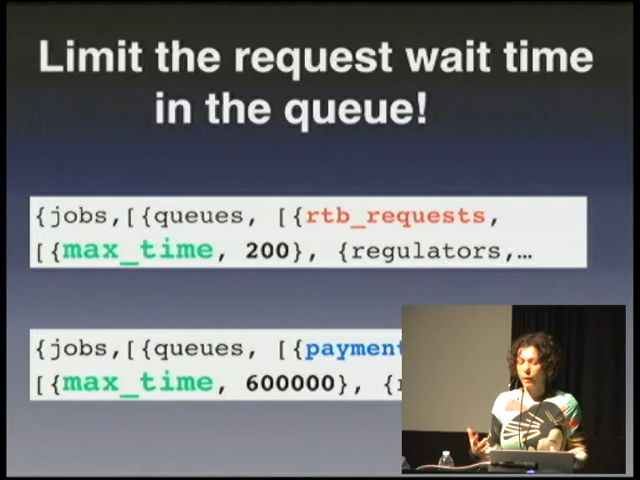 Limit the request wait time
in the queue!
{jobs,[{queues, [{rtb_requests,
[{max_time, 200}, {regulators,…
{jobs,[{queues, [{payment
[{max_time, 600000}, {